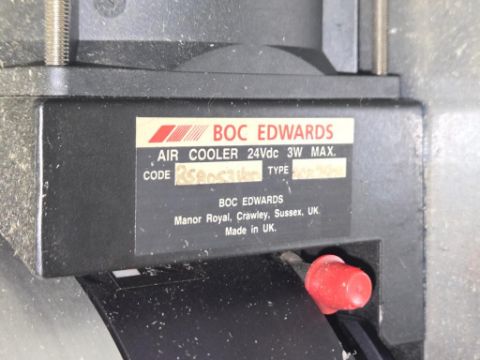 BOC EDWARDS
AIR COOLER 24Vdc 3W MAX.
CODE TYPE
BOC EDWARDS
Manor Royal, Crawley, Sussex, UK.
Made in UK.